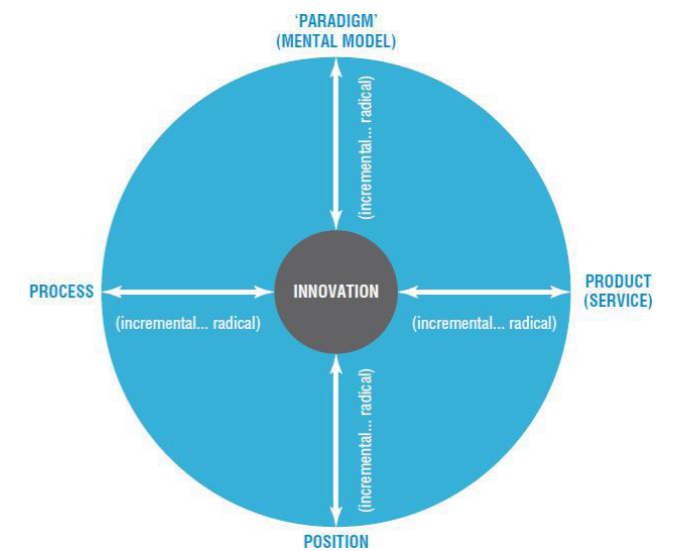 ‘PARADIGM’
(MENTAL MODEL)
(incremental... radical)
PROCESS
INNOVATION
PRODUCT
(SERVICE)
(incremental... radical)
(incremental... radical)
(incremental... radical)
POSITION